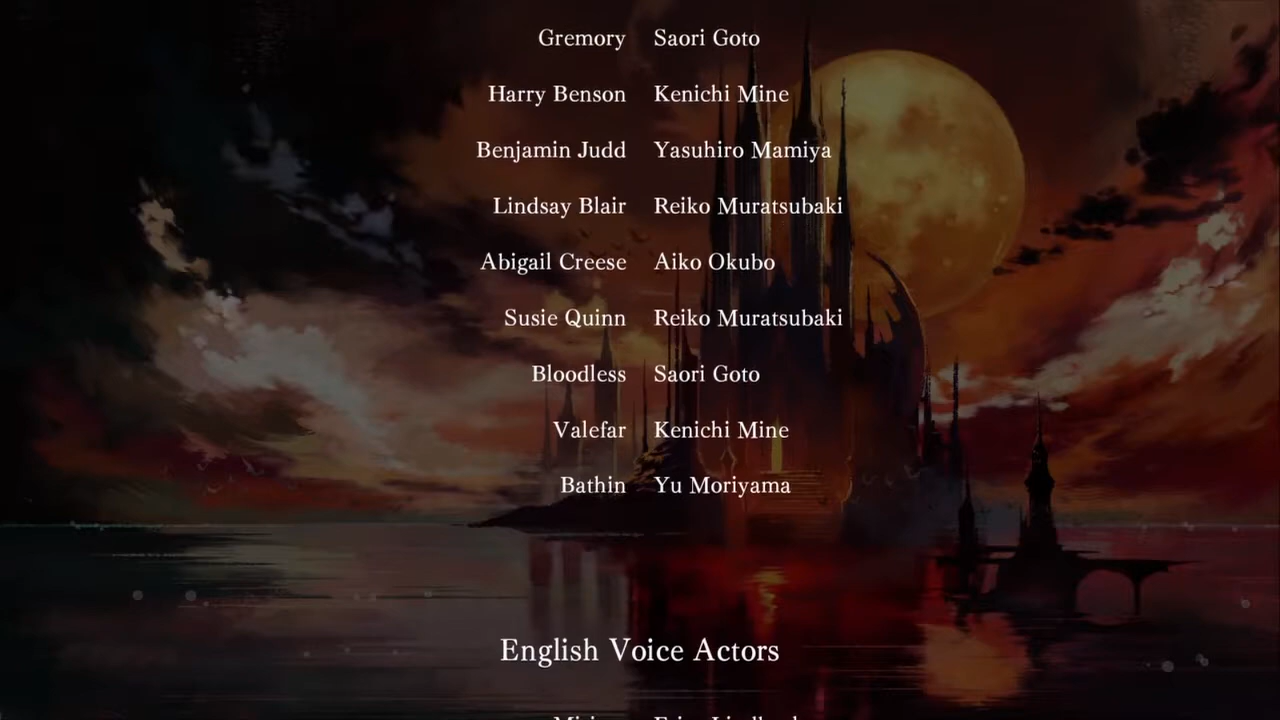 Gremory Saori Goto
Harry Benson Kenichi Mine
Benjamin Judd Yasuhiro Mamiya
Lindsay Blair Reiko Muratsubaki
Abigail Creese Aiko Okubo
Susie Quinn Reiko Muratsubaki
Bloodless Saori Goto
Valefar Kenichi Mine
Bathin Yu Moriyama
English Voice Actors